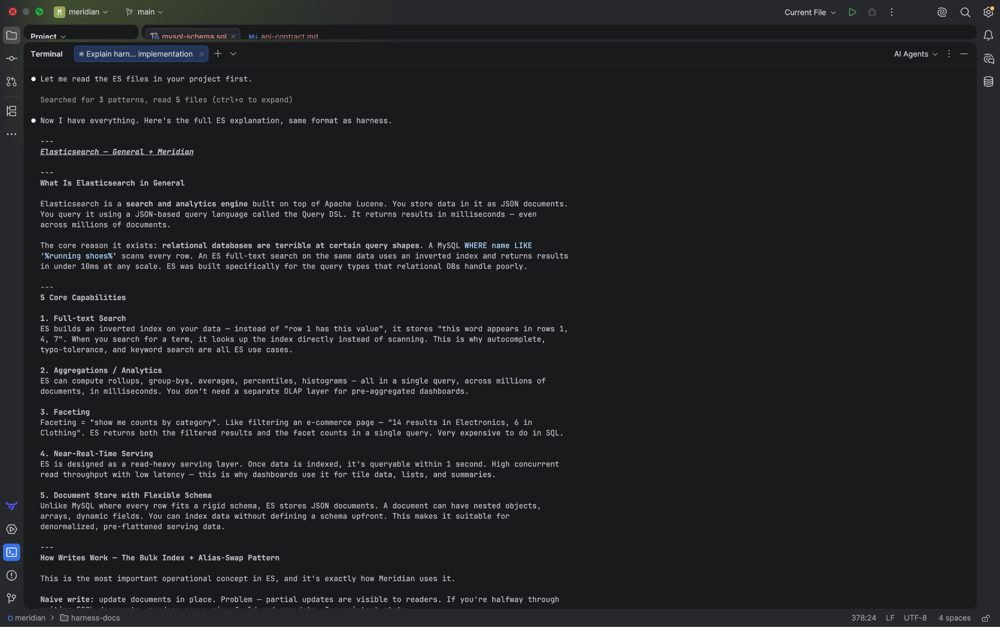 M meridian main Current File
Project mysql-schema.sql M↓ api-contract.md
Terminal ✳ Explain harn... implementation AI Agents
Let me read the ES files in your project first.
Searched for 3 patterns, read 5 files (ctrl+o to expand)
Now I have everything. Here's the full ES explanation, same format as harness.
---
Elasticsearch — General + Meridian
---
What Is Elasticsearch in General
Elasticsearch is a search and analytics engine built on top of Apache Lucene. You store data in it as JSON documents.
You query it using a JSON-based query language called the Query DSL. It returns results in milliseconds — even
across millions of documents.
The core reason it exists: relational databases are terrible at certain query shapes. A MySQL WHERE name LIKE
'%running shoes%' scans every row. An ES full-text search on the same data uses an inverted index and returns results
in under 10ms at any scale. ES was built specifically for the query types that relational DBs handle poorly.
---
5 Core Capabilities
1. Full-text Search
ES builds an inverted index on your data — instead of "row 1 has this value", it stores "this word appears in rows 1,
4, 7". When you search for a term, it looks up the index directly instead of scanning. This is why autocomplete,
typo-tolerance, and keyword search are all ES use cases.
2. Aggregations / Analytics
ES can compute rollups, group-bys, averages, percentiles, histograms — all in a single query, across millions of
documents, in milliseconds. You don't need a separate OLAP layer for pre-aggregated dashboards.
3. Faceting
Faceting = "show me counts by category". Like filtering an e-commerce page — "14 results in Electronics, 6 in
Clothing". ES returns both the filtered results and the facet counts in a single query. Very expensive to do in SQL.
4. Near-Real-Time Serving
ES is designed as a read-heavy serving layer. Once data is indexed, it's queryable within 1 second. High concurrent
read throughput with low latency — this is why dashboards use it for tile data, lists, and summaries.
5. Document Store with Flexible Schema
Unlike MySQL where every row fits a rigid schema, ES stores JSON documents. A document can have nested objects,
arrays, dynamic fields. You can index data without defining a schema upfront. This makes it suitable for
denormalized, pre-flattened serving data.
---
How Writes Work — The Bulk Index + Alias-Swap Pattern
This is the most important operational concept in ES, and it's exactly how Meridian uses it.
Naive write: update documents in place. Problem — partial updates are visible to readers. If you're halfway through
meridian > harness-docs 378:24 LF UTF-8 4 spaces